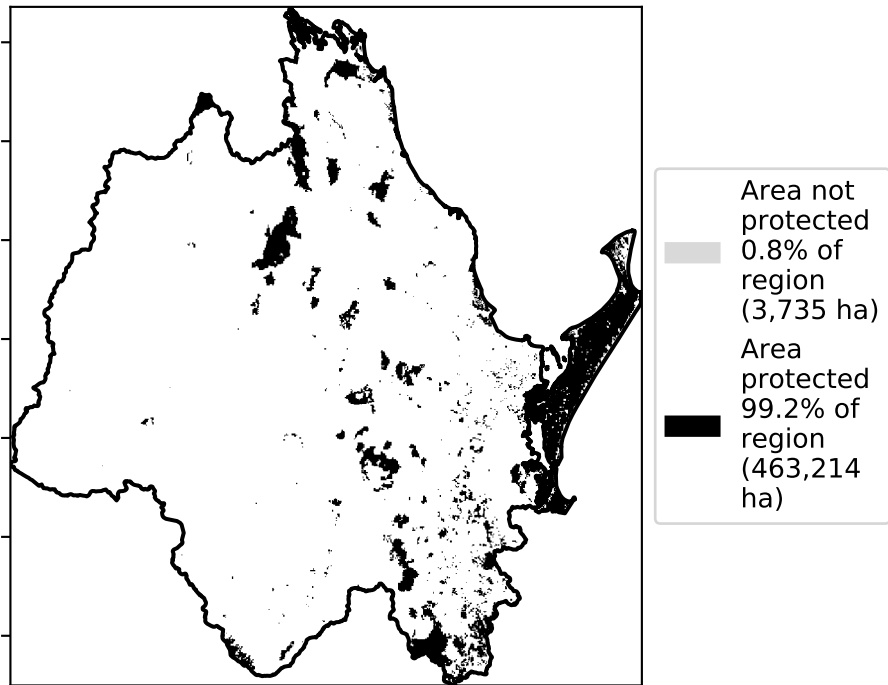 Area not
protected
0.8% of
region
(3,735 ha)
Area
protected
99.2% of
region
(463,214
ha)